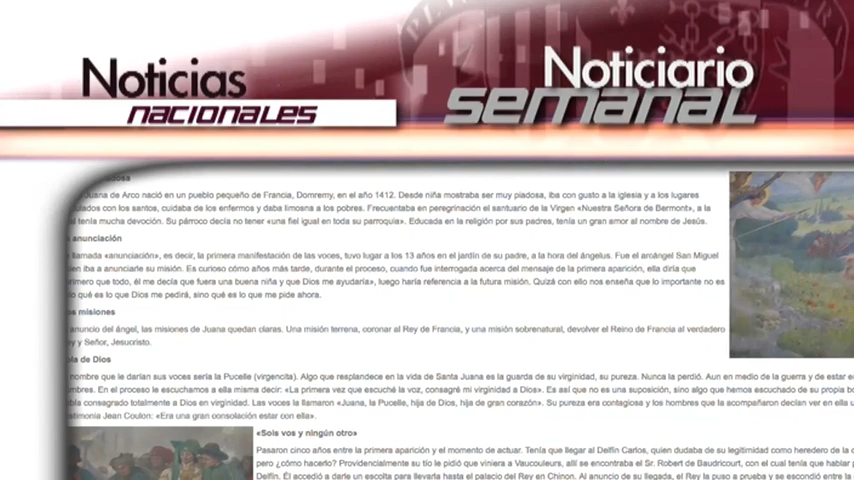 Noticias
nacionales
Noticiario
semanal
Juana de Arco nació en un pueblo pequeño de Francia, Domremy, en el año 1412. Desde niña mostraba ser muy piadosa, iba con gusto a la iglesia y a los lugares
con los santos, cuidaba de los enfermos y daba limosna a los pobres. Frecuentaba en peregrinación el santuario de la Virgen «Nuestra Señora de Bermont», a la
tenía mucha devoción. Su párroco decía no tener «una fiel igual en toda su parroquia». Educada en la religión por sus padres, tenía un gran amor al nombre de Jesús.
anunciación
llamada «anunciación», es decir, la primera manifestación de las voces, tuvo lugar a los 13 años en el jardín de su padre, a la hora del ángelus. Fue el arcángel San Miguel
iba a anunciarle su misión. Es curioso cómo años más tarde, durante el proceso, cuando fue interrogada acerca del mensaje de la primera aparición, ella diría que
que todo, él me decía que fuera una buena niña y que Dios me ayudaría», luego haría referencia a la futura misión. Quizá con ello nos enseña que lo importante no es
qué es lo que Dios me pedirá, sino qué es lo que me pide ahora.
misiones
anuncio del ángel, las misiones de Juana quedan claras. Una misión terrena, coronar al Rey de Francia, y una misión sobrenatural, devolver el Reino de Francia al verdadero
y Señor, Jesucristo.
de Dios
que le darían sus voces sería la Pucelle (virgencita). Algo que resplandece en la vida de Santa Juana es la guarda de su virginidad, su pureza. Nunca la perdió. Aun en medio de la guerra y de estar
En el proceso le escuchamos a ella misma decir: «La primera vez que escuché la voz, consagré mi virginidad a Dios». Es así que no es una suposición, sino algo que hemos escuchado de su propia
consagrado totalmente a Dios en virginidad. Las voces la llamaron «Juana, la Pucelle, hija de Dios, hija de gran corazón». Su pureza era contagiosa y los hombres que la acompañaron decían ver en ella
Jean Coulon: «Era una gran consolación estar con ella».
«Sois vos y ningún otro»
Pasaron cinco años entre la primera aparición y el momento de actuar. Tenía que llegar al Delfín Carlos, quien dudaba de su legitimidad como heredero de la
pero ¿cómo hacerlo? Providencialmente su tío le pidió que viniera a Vaucouleurs, allí se encontraba el Sr. Robert de Baudricourt, con el cual tenía que hablar
Delfín. Él accedió a darle un escolta para llevarla hasta el palacio del Rey en Chinon. Al anuncio de su llegada, el Rey la puso a prueba y se escondió entre la